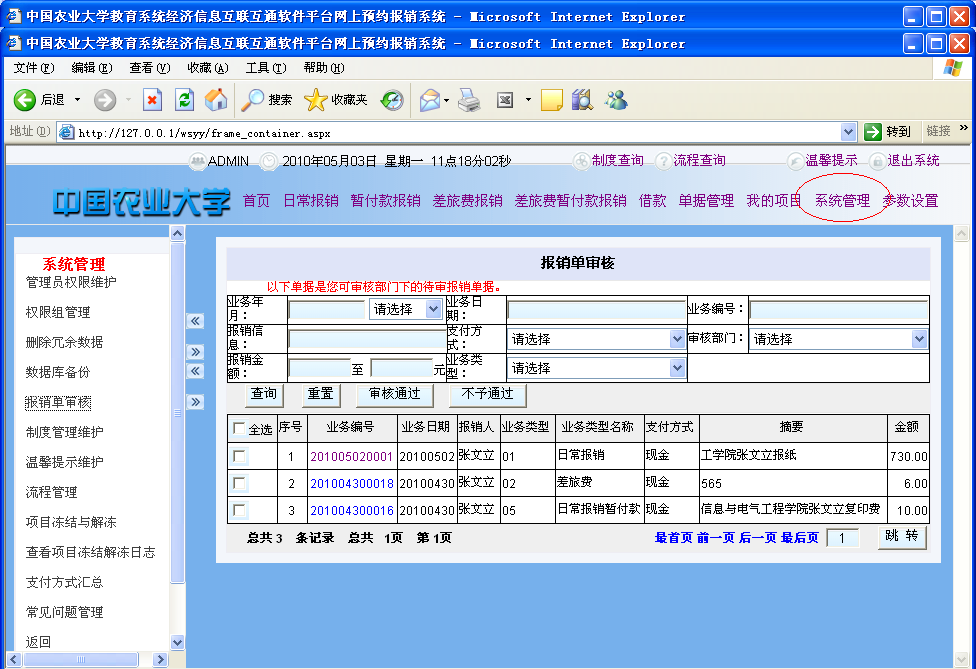 中国农业大学教育系统经济信息互联互通软件平台网上预约报销系统 - Microsoft Internet Explorer
中国农业大学教育系统经济信息互联互通软件平台网上预约报销系统 - Microsoft Internet Explorer
文件(F) 编辑(E) 查看(V) 收藏(A) 工具(T) 帮助(H)
后退 搜索 收藏夹
地址(D) http://127.0.0.1/wsyy/frame_container.aspx 转到 链接 »
ADMIN 2010年05月03日 星期一 11点18分02秒 制度查询 流程查询 温馨提示 退出系统
中国农业大学 首页 日常报销 暂付款报销 差旅费报销 差旅费暂付款报销 借款 单据管理 我的项目 系统管理 参数设置
系统管理
管理员权限维护
权限组管理
删除冗余数据
数据库备份
报销单审核
制度管理维护
温馨提示维护
流程管理
项目冻结与解冻
查看项目冻结解冻日志
支付方式汇总
常见问题管理
返回
«
»
«
»
报销单审核
以下单据是您可审核部门下的待审报销单据。
业务年月： 请选择 业务日期： 业务编号：
报销信息： 支付方式： 请选择 审核部门： 请选择
报销金额： 至 元 业务类型： 请选择
查询 重置 审核通过 不予通过
全选 序号 业务编号 业务日期 报销人 业务类型 业务类型名称 支付方式 摘要 金额
1 201005020001 20100502 张文立 01 日常报销 现金 工学院张文立报纸 730.00
2 201004300018 20100430 张文立 02 差旅费 现金 565 6.00
3 201004300016 20100430 张文立 05 日常报销暂付款 现金 信息与电气工程学院张文立复印费 10.00
总共 3 条记录 总共 1页 第 1页 最首页 前一页 后一页 最后页 1 跳 转